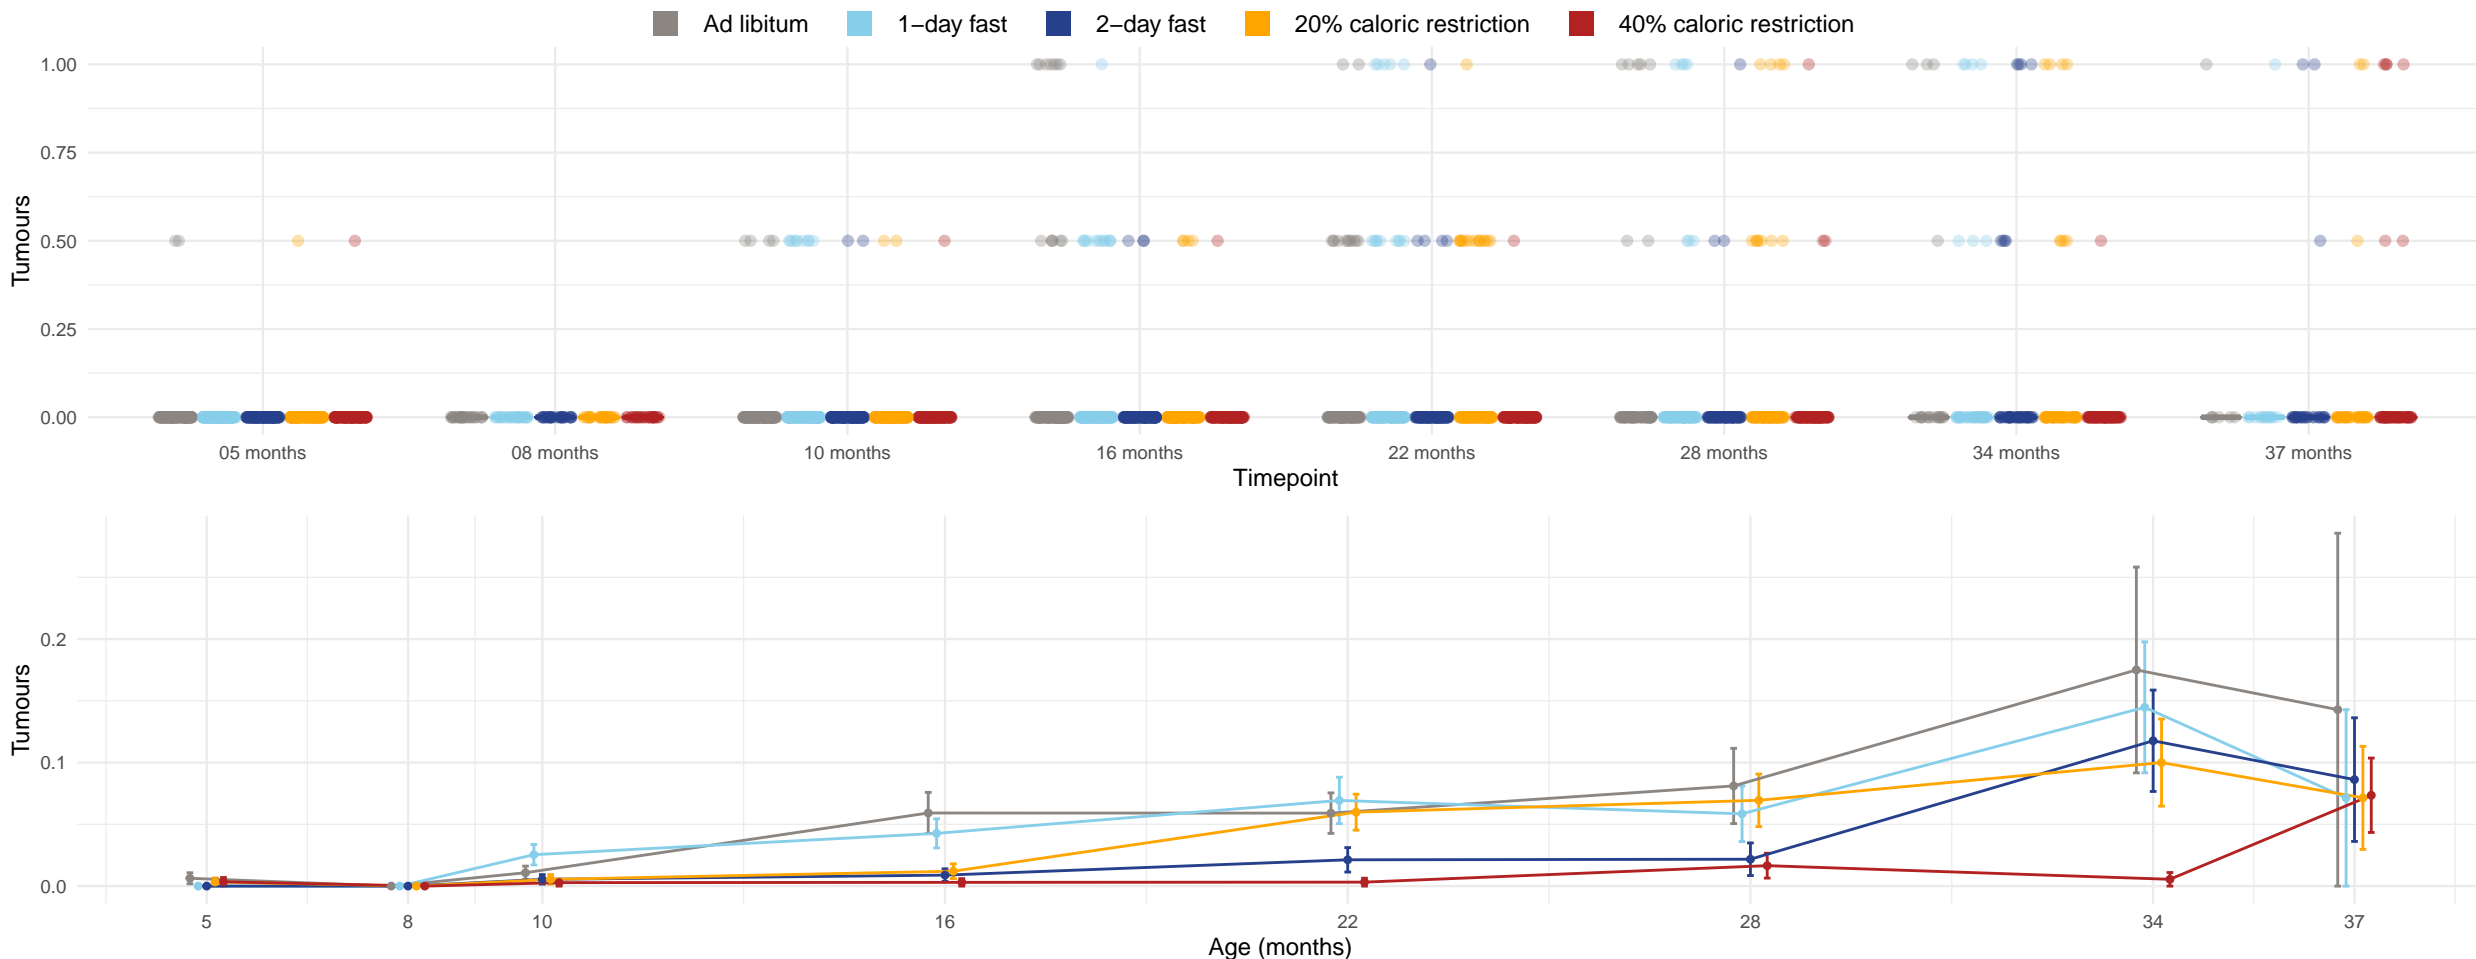 Ad libitum 1−day fast 2−day fast 20% caloric restriction 40% caloric restriction
1.00
0.75
0.50
0.25
0.00
Tumours
05 months 08 months 10 months 16 months 22 months 28 months 34 months 37 months
Timepoint
0.2
0.1
0.0
Tumours
5 8 10 16 22 28 34 37
Age (months)